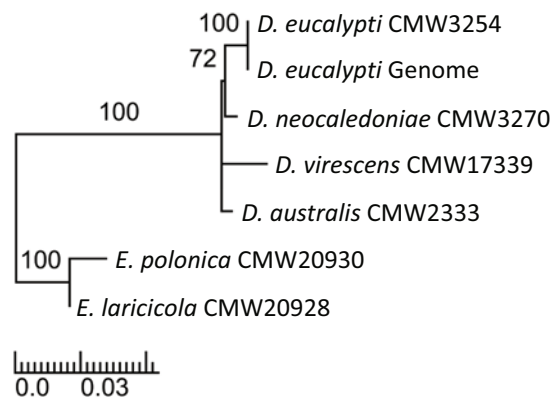 100
D. eucalypti CMW3254
72
D. eucalypti Genome
100
D. neocaledoniae CMW3270
D. virescens CMW17339
D. australis CMW2333
100
E. polonica CMW20930
E. laricicola CMW20928
0.0 0.03